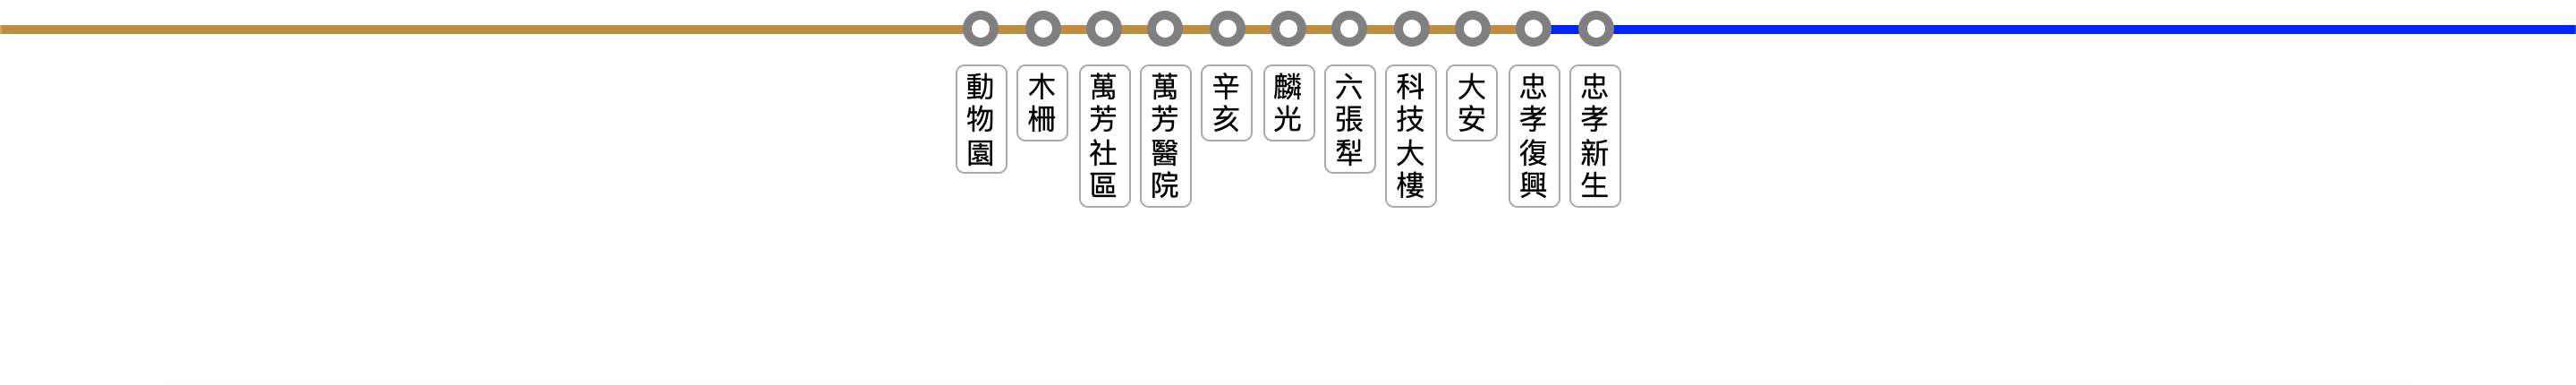 動物園
木柵
萬芳社區
萬芳醫院
辛亥
麟光
六張犁
科技大樓
大安
忠孝復興
忠孝新生